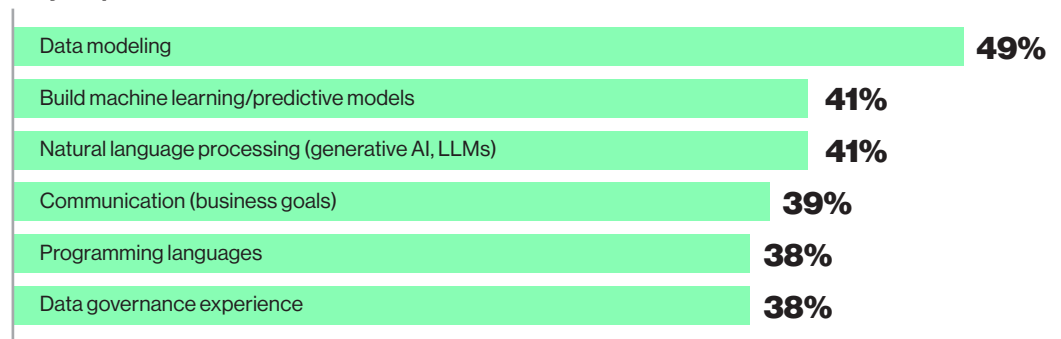 Data modeling 49%
Build machine learning/predictive models 41%
Natural language processing (generative AI, LLMs) 41%
Communication (business goals) 39%
Programming languages 38%
Data governance experience 38%